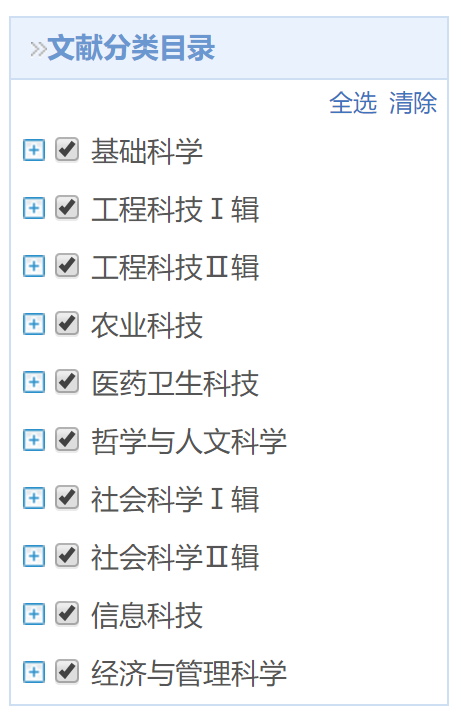 »文献分类目录
全选 清除
基础科学
工程科技Ⅰ辑
工程科技Ⅱ辑
农业科技
医药卫生科技
哲学与人文科学
社会科学Ⅰ辑
社会科学Ⅱ辑
信息科技
经济与管理科学